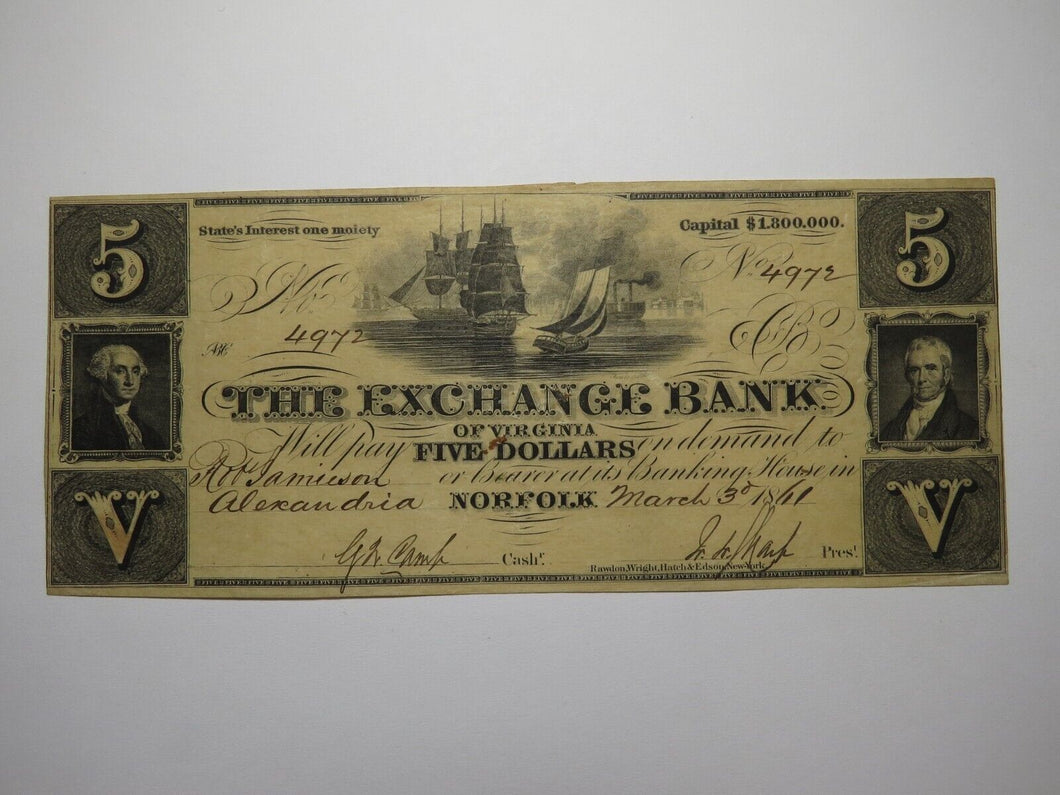 5
State's Interest one moiety
Capital $1.800.000.
5
No. 4972
No. 4972
THE EXCHANGE BANK
OF VIRGINIA
Will pay FIVE DOLLARS on demand to
Robt Jamieson or bearer at its Banking House in
Alexandria NORFOLK. March 3d 1861
Cashr. Prest.
Rawdon, Wright, Hatch & Edson, New-York.
V
V